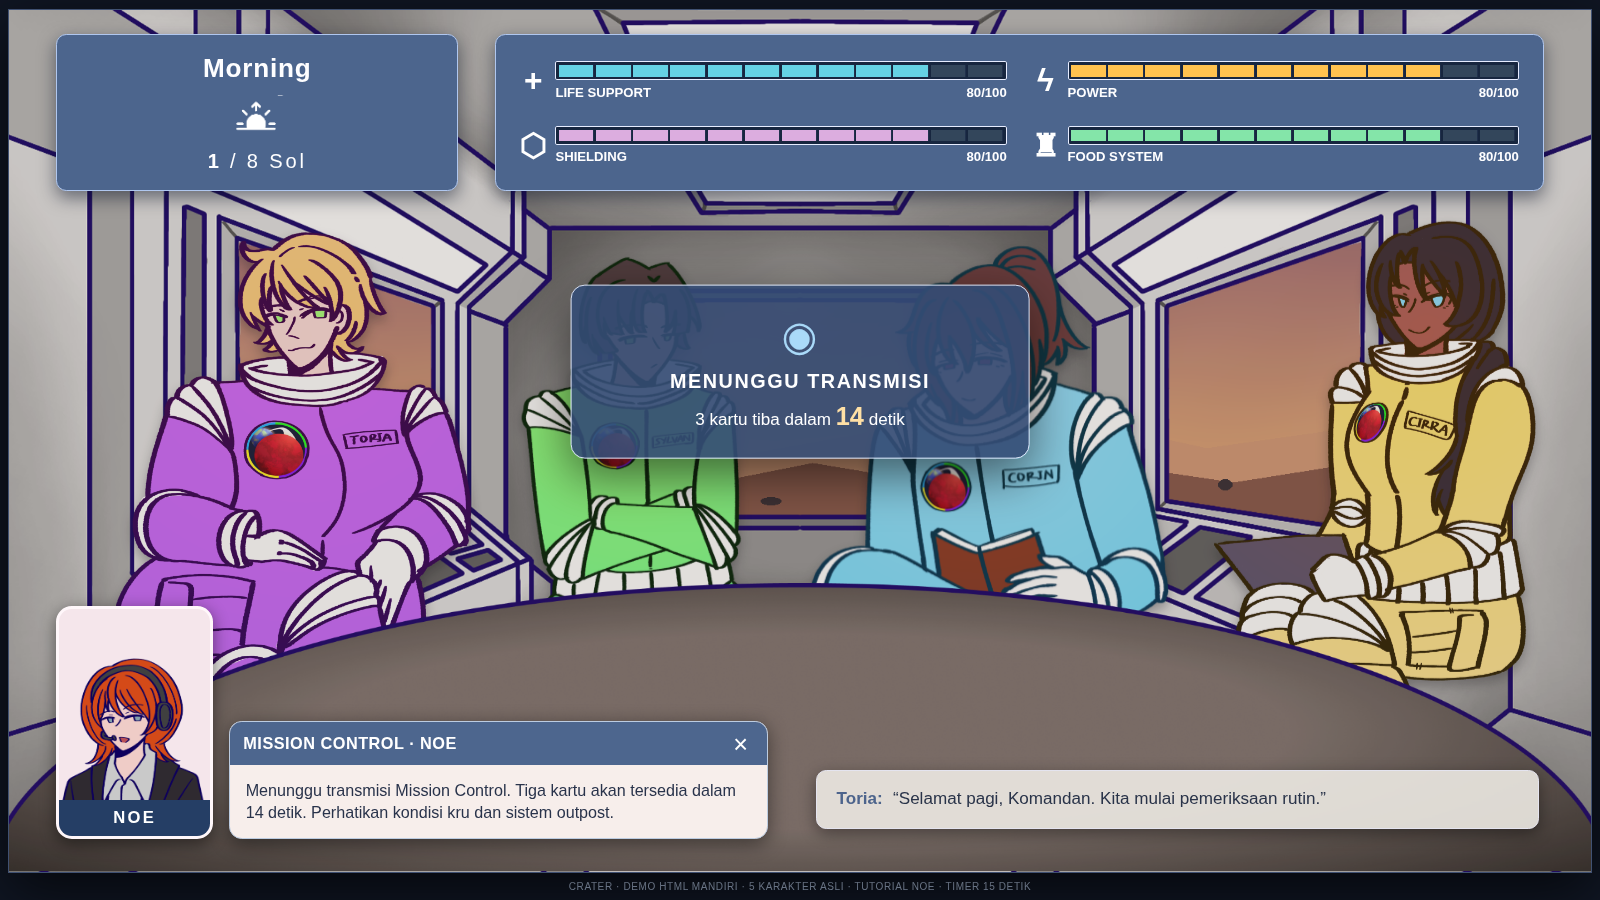 Morning
1 / 8 Sol
LIFE SUPPORT 80/100
POWER 80/100
SHIELDING 80/100
FOOD SYSTEM 80/100
MENUNGGU TRANSMISI
3 kartu tiba dalam 14 detik
TORIA
CORIN
CIRRA
MISSION CONTROL · NOE
Menunggu transmisi Mission Control. Tiga kartu akan tersedia dalam
14 detik. Perhatikan kondisi kru dan sistem outpost.
NOE
Toria: “Selamat pagi, Komandan. Kita mulai pemeriksaan rutin.”
CRATER · DEMO HTML MANDIRI · 5 KARAKTER ASLI · TUTORIAL NOE · TIMER 15 DETIK